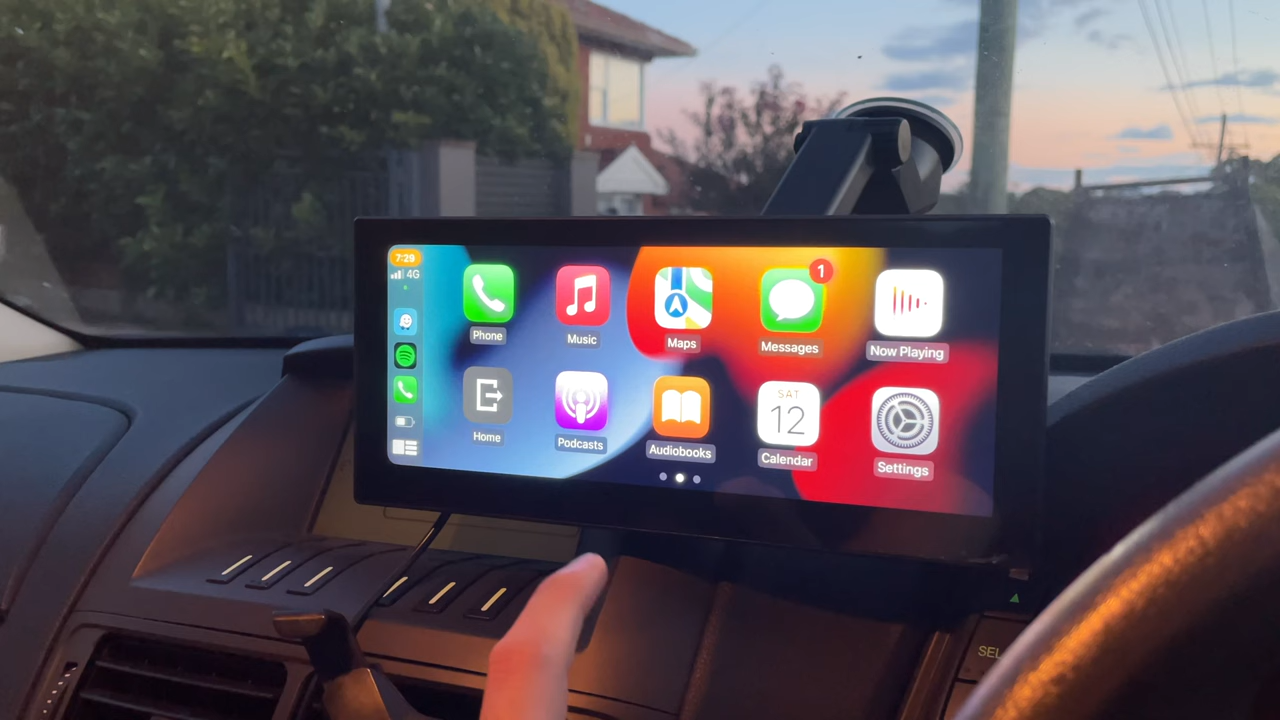 7:29
4G
Phone
Music
Maps
1
Messages
Now Playing
Home
Podcasts
Audiobooks
SAT
12
Calendar
Settings
SEL